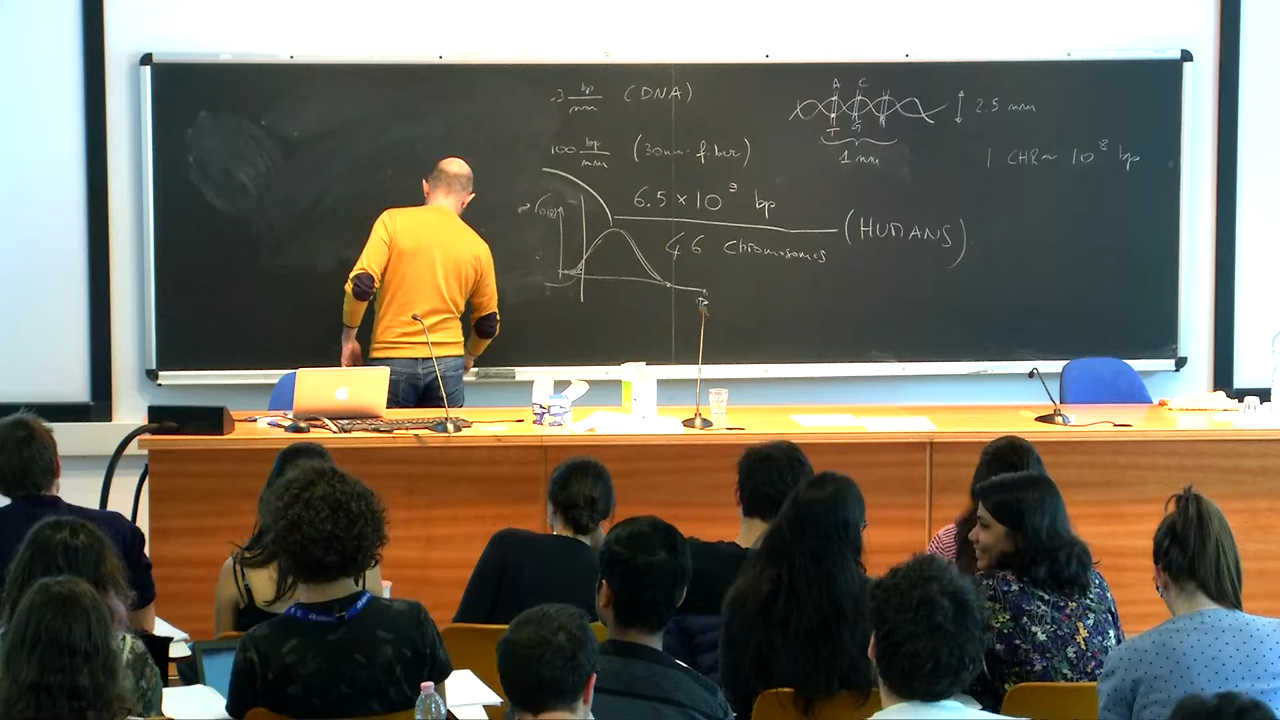 ~3 bp/nm (DNA)
100 bp/nm (30nm-fiber)
6.5 × 10⁹ bp
46 Chromosomes
(HUMANS)
A C
T G
1 nm
2.5 nm
1 CHR ~ 10⁸ bp